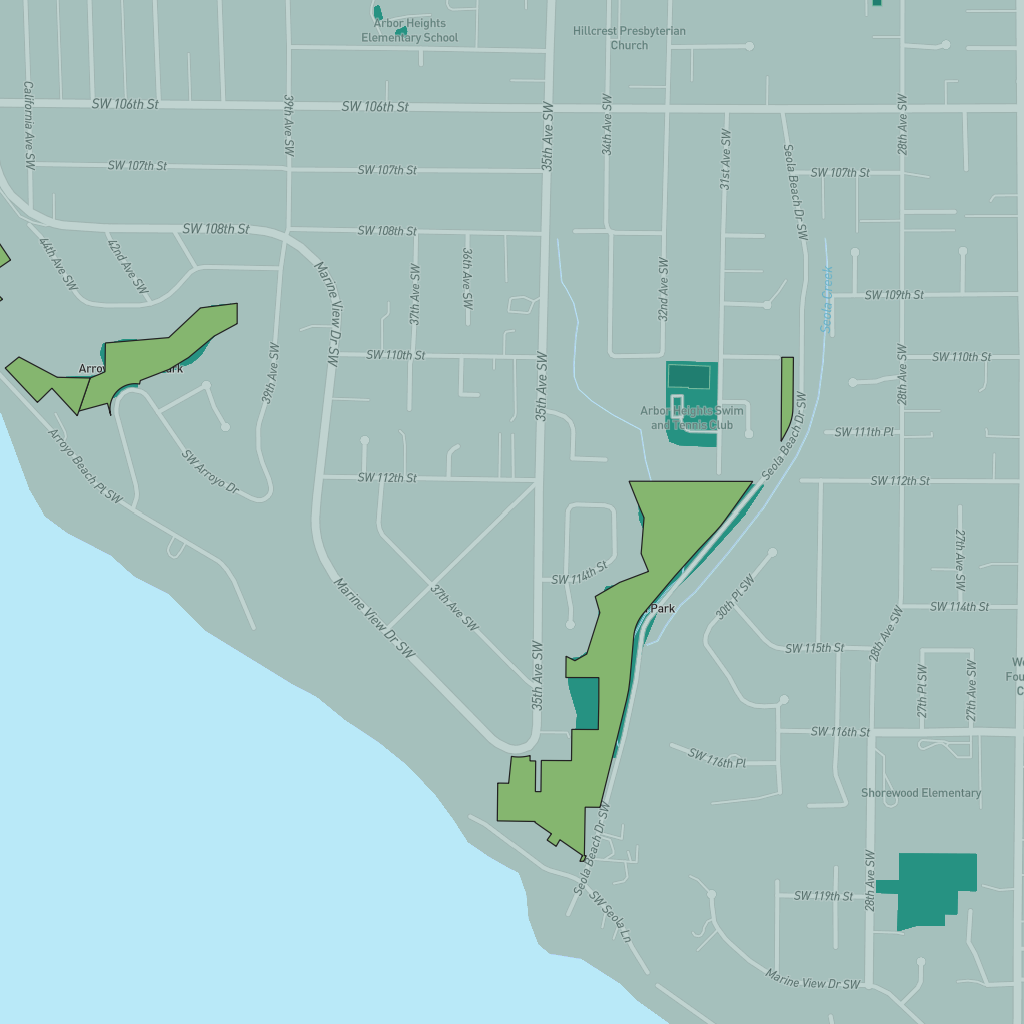 Arbor Heights
Elementary School
Hillcrest Presbyterian
Church
California Ave SW
SW 106th St
39th Ave SW
SW 106th St
35th Ave SW
34th Ave SW
31st Ave SW
Seola Beach Dr SW
28th Ave SW
SW 107th St
SW 107th St
SW 107th St
SW 108th St
SW 108th St
44th Ave SW
42nd Ave SW
Marine View Dr SW
37th Ave SW
36th Ave SW
32nd Ave SW
Seola Creek
SW 109th St
SW 110th St
SW 110th St
39th Ave SW
35th Ave SW
28th Ave SW
Arbor Heights Swim
and Tennis Club
Seola Beach Dr SW
SW 111th Pl
Arroyo Beach Pl SW
SW Arroyo Dr
SW 112th St
SW 112th St
27th Ave SW
SW 114th St
37th Ave SW
Marine View Dr SW
30th Pl SW
Park
SW 114th St
28th Ave SW
SW 115th St
35th Ave SW
27th Pl SW
27th Ave SW
SW 116th St
SW 116th Pl
Shorewood Elementary
Seola Beach Dr SW
28th Ave SW
SW 119th St
SW Seola Ln
Marine View Dr SW